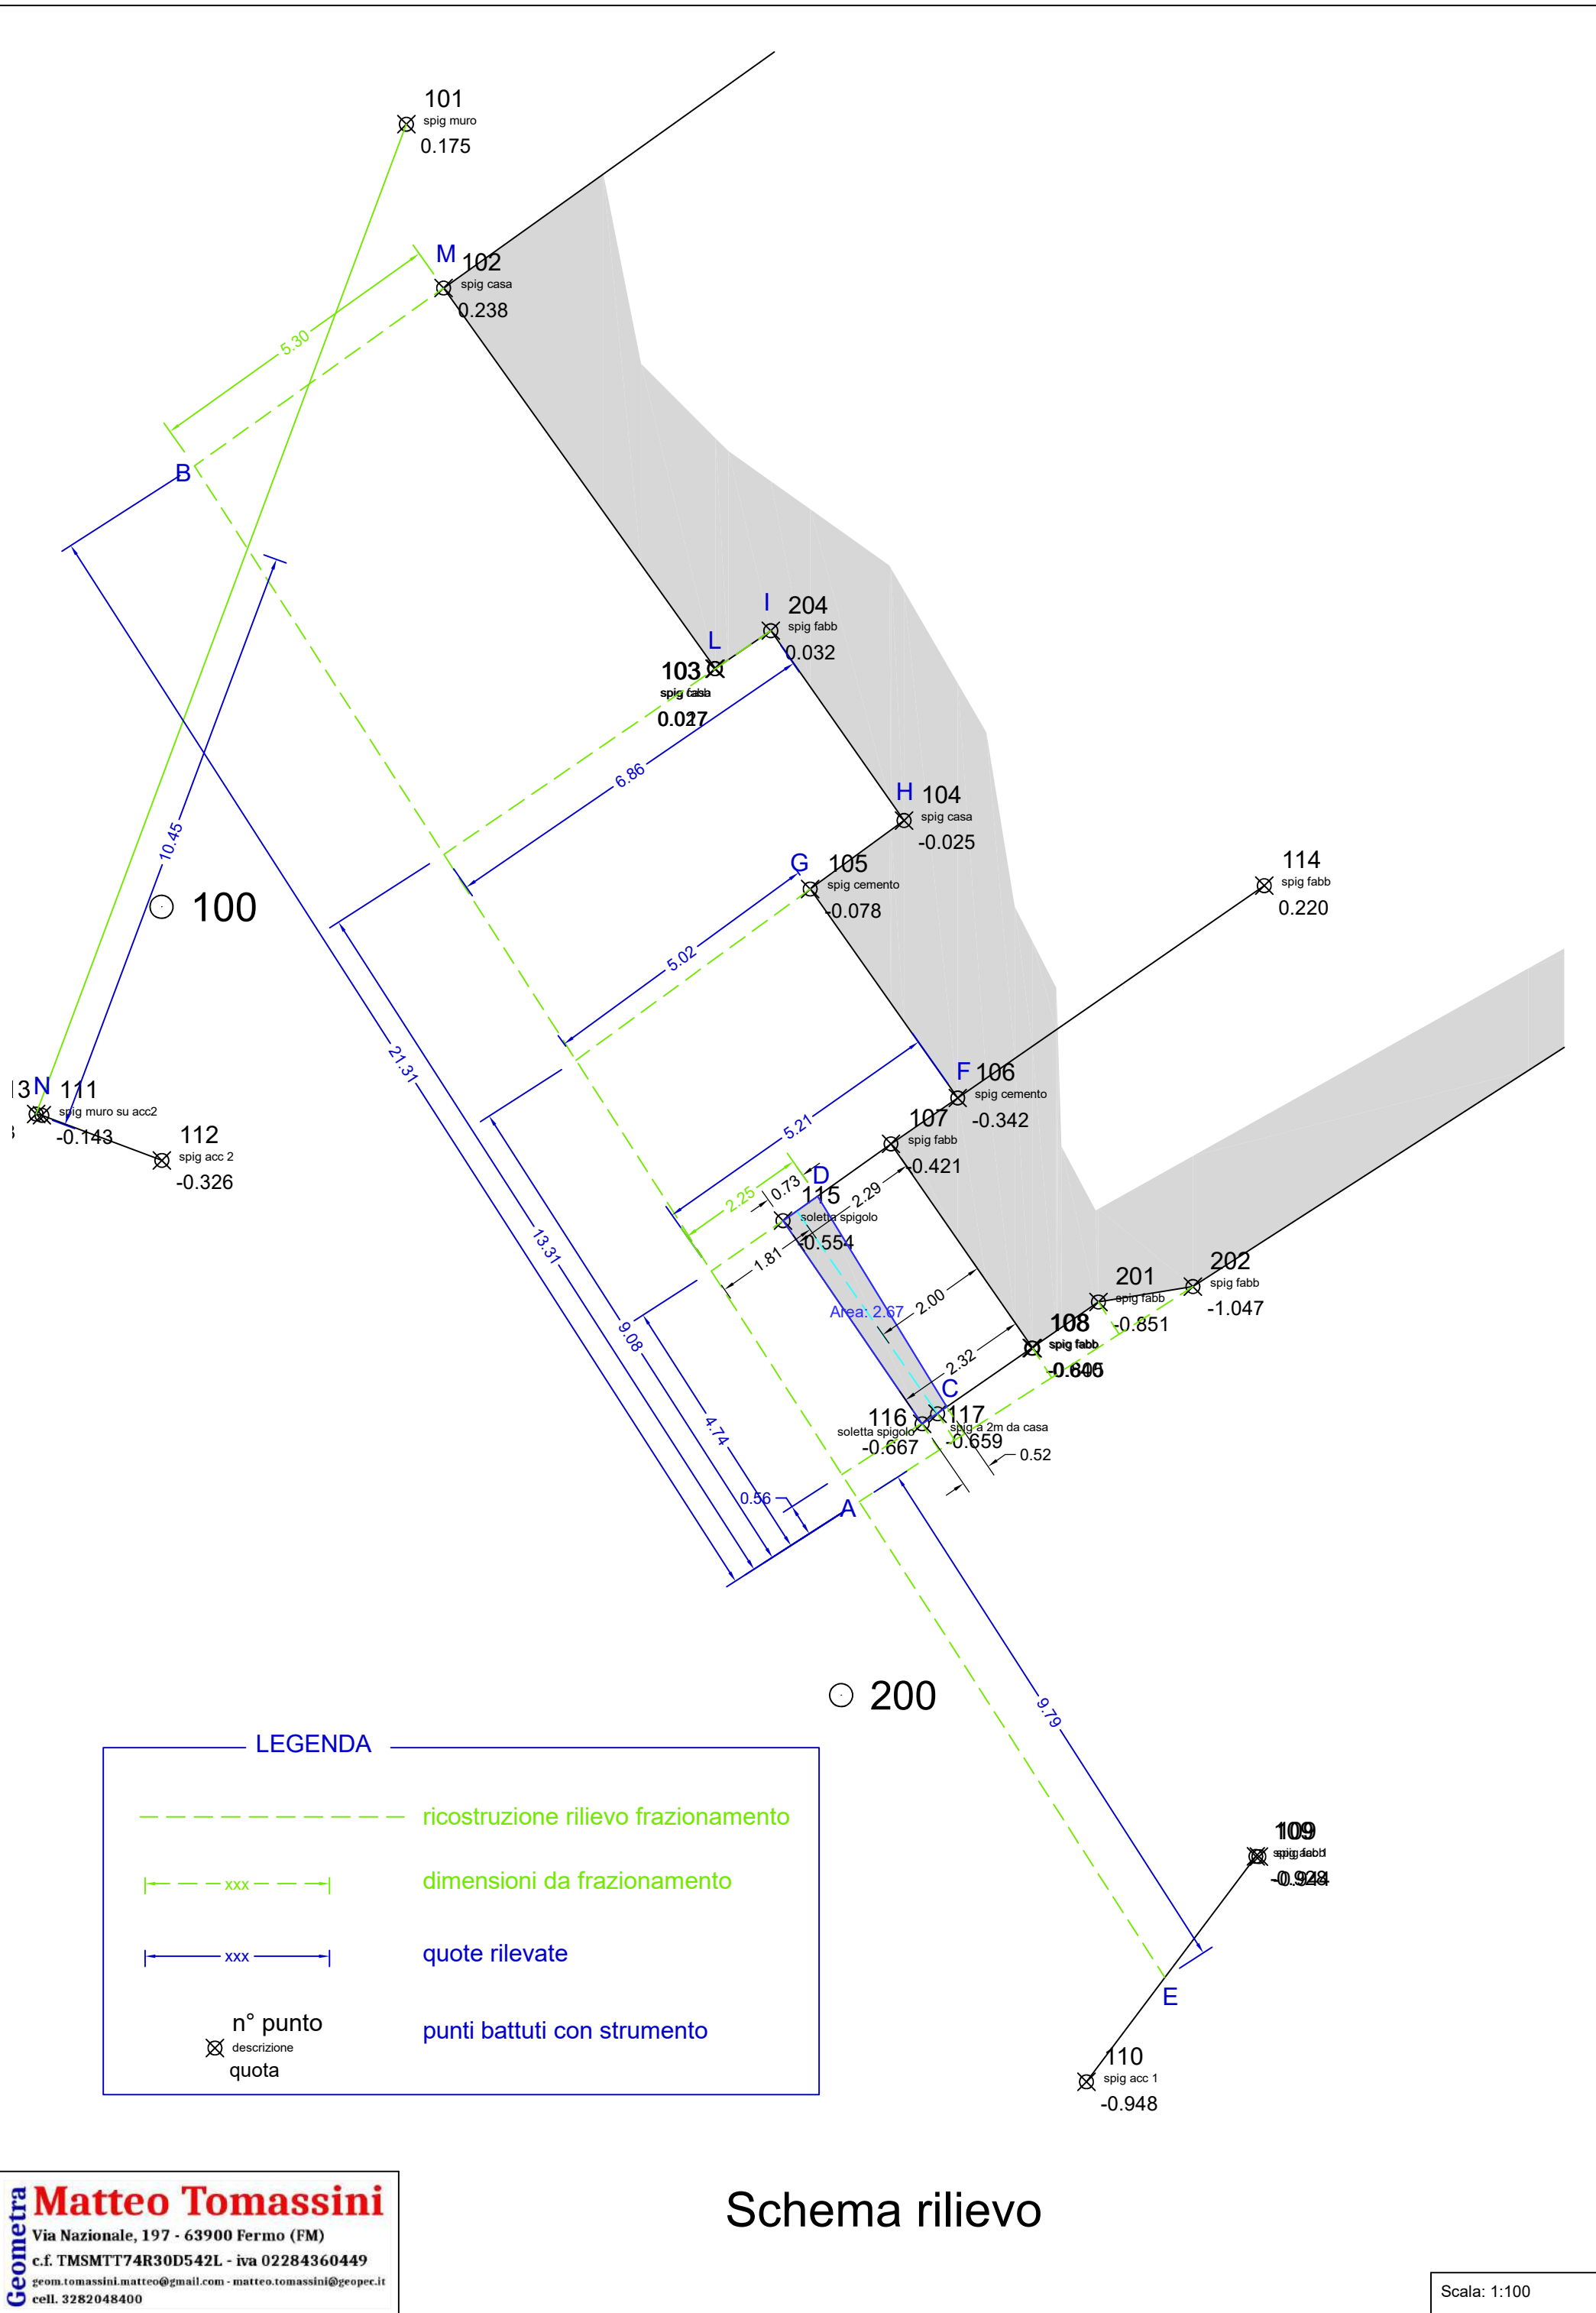 101
spig muro
0.175
M
102
spig casa
0.238
5.30
B
I
204
spig fabb
0.032
L
103
0.027
6.86
H
104
spig casa
-0.025
G
105
spig cemento
-0.078
10.45
100
5.02
114
spig fabb
0.220
21.31
F
106
spig cemento
-0.342
N
111
spig muro su acc2
-0.143
112
spig acc 2
-0.326
5.21
107
spig fabb
-0.421
D
0.73
2.25
2.29
115
soletta spigolo
-0.554
1.81
13.31
Area: 2.67
2.00
201
spig fabb
-0.851
202
spig fabb
-1.047
108
spig fabb
9.08
2.32
C
116
soletta spigolo
-0.667
117
spig a 2m da casa
-0.659
0.52
4.74
0.56
A
200
9.79
109
E
110
spig acc 1
-0.948
LEGENDA
ricostruzione rilievo frazionamento
xxx
dimensioni da frazionamento
xxx
quote rilevate
n° punto
descrizione
quota
punti battuti con strumento
Geometra
Matteo Tomassini
Via Nazionale, 197 - 63900 Fermo (FM)
c.f. TMSMTT74R30D542L - iva 02284360449
geom.tomassini.matteo@gmail.com - matteo.tomassini@geopec.it
cell. 3282048400
Schema rilievo
Scala: 1:100